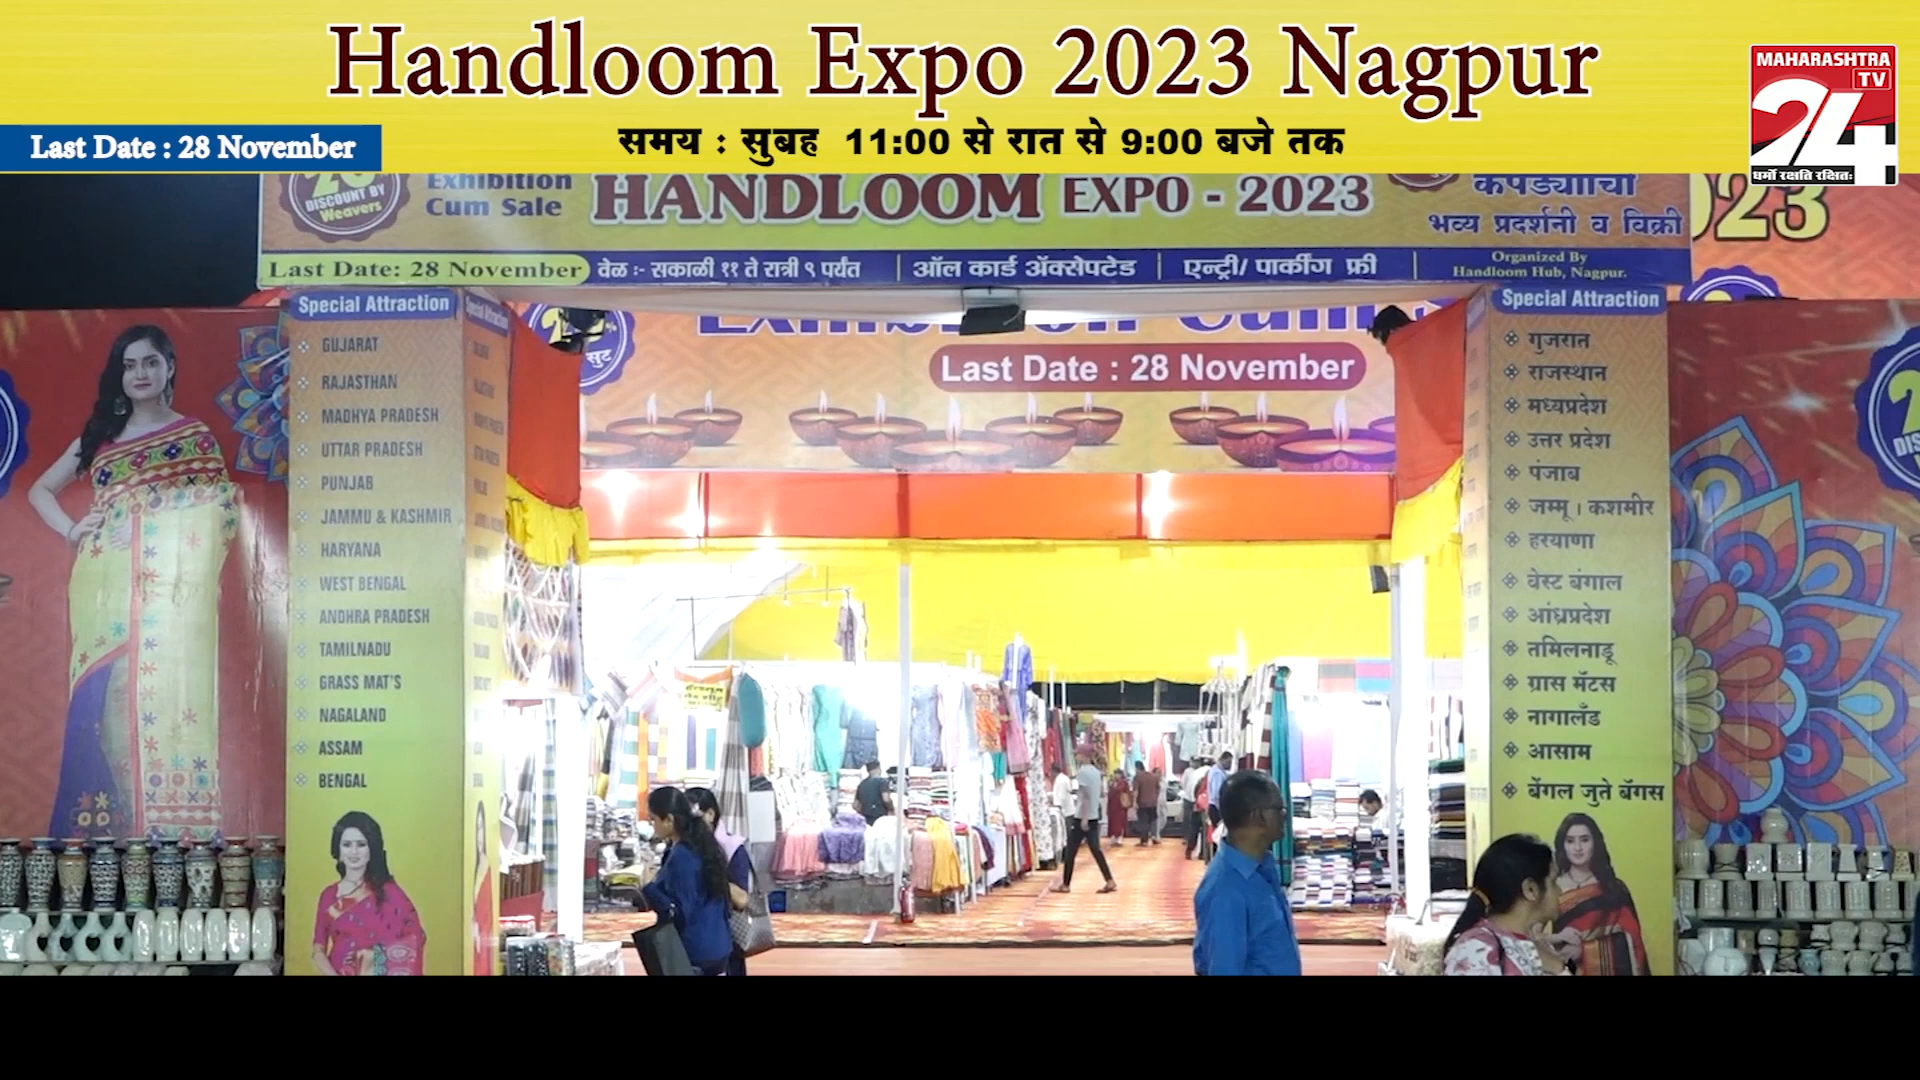 Handloom Expo 2023 Nagpur
समय : सुबह 11:00 से रात से 9:00 बजे तक
Last Date : 28 November
MAHARASHTRA
TV
24
धर्मो रक्षति रक्षितः
DISCOUNT BY
Weavers
Exhibition
Cum Sale
HANDLOOM EXPO - 2023
कपड्यांची
भव्य प्रदर्शनी व विक्री
Last Date: 28 November
वेळ :- सकाळी ११ ते रात्री ९ पर्यंत
ऑल कार्ड ॲक्सेपटेड
एन्ट्री/ पार्कींग फ्री
Organized By
Handloom Hub, Nagpur.
Special Attraction
GUJARAT
RAJASTHAN
MADHYA PRADESH
UTTAR PRADESH
PUNJAB
JAMMU & KASHMIR
HARYANA
WEST BENGAL
ANDHRA PRADESH
TAMILNADU
GRASS MAT'S
NAGALAND
ASSAM
BENGAL
Last Date : 28 November
Special Attraction
गुजरात
राजस्थान
मध्यप्रदेश
उत्तर प्रदेश
पंजाब
जम्मू । कशमीर
हरयाणा
वेस्ट बंगाल
आंध्रप्रदेश
तमिलनाडू
ग्रास मॅटस
नागालँड
आसाम
बेंगल जुते बॅगस